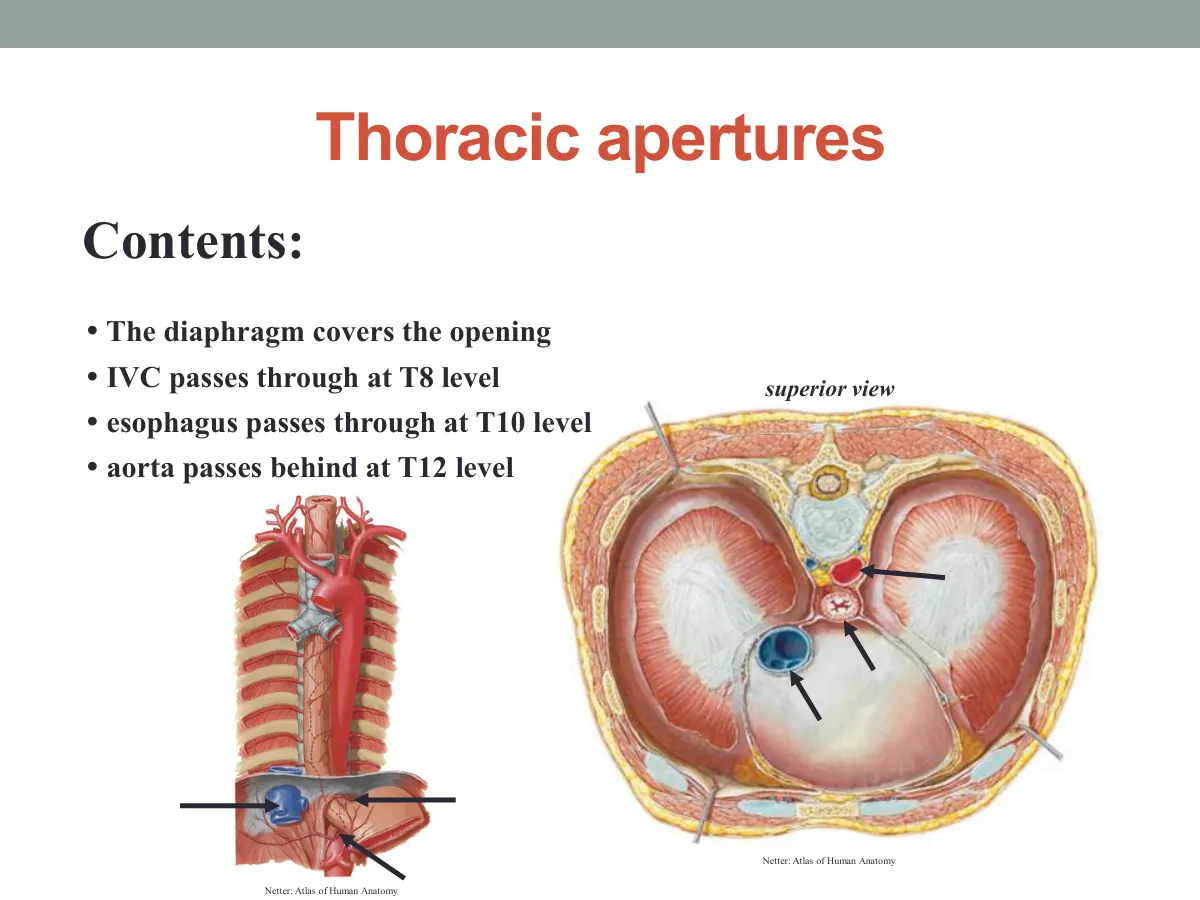 Thoracic apertures
Contents:
• The diaphragm covers the opening
• IVC passes through at T8 level
• esophagus passes through at T10 level
• aorta passes behind at T12 level
superior view
Netter: Atlas of Human Anatomy
Netter: Atlas of Human Anatomy